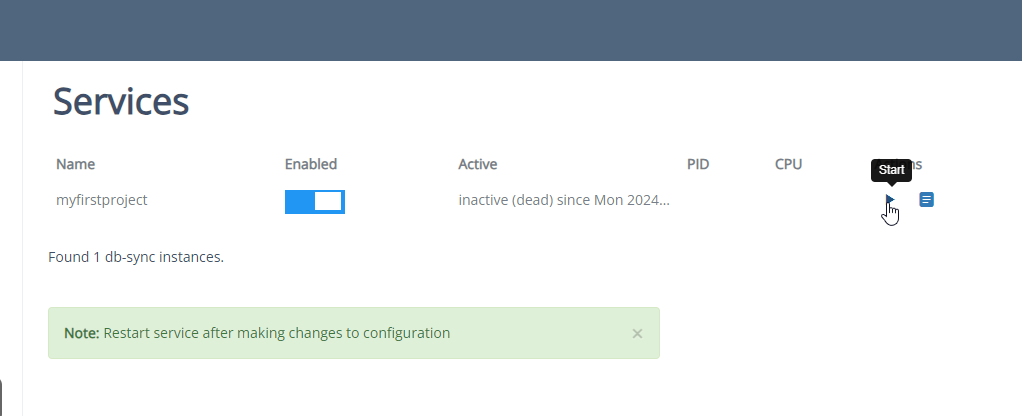 Services
Name Enabled Active PID CPU
Start
myfirstproject inactive (dead) since Mon 2024...
Found 1 db-sync instances.
Note: Restart service after making changes to configuration ×